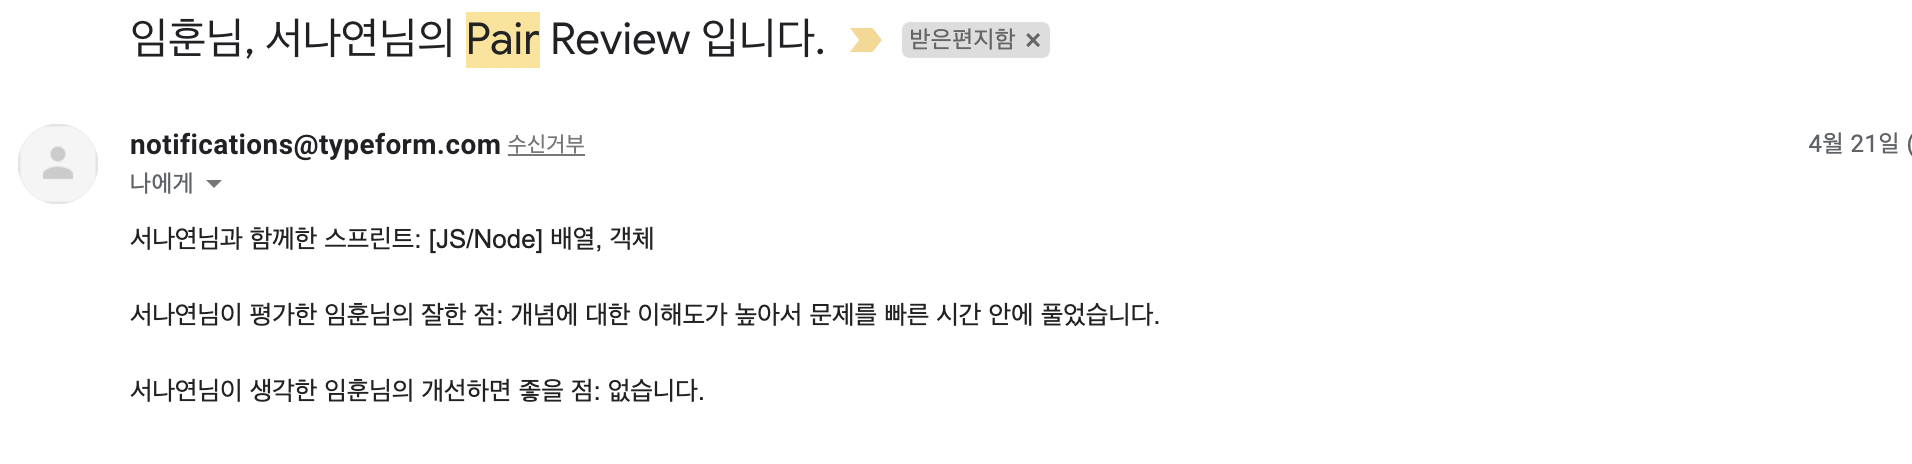 임훈님, 서나연님의 Pair Review 입니다. 받은편지함 ×
notifications@typeform.com 수신거부 4월 21일 (
나에게
서나연님과 함께한 스프린트: [JS/Node] 배열, 객체
서나연님이 평가한 임훈님의 잘한 점: 개념에 대한 이해도가 높아서 문제를 빠른 시간 안에 풀었습니다.
서나연님이 생각한 임훈님의 개선하면 좋을 점: 없습니다.